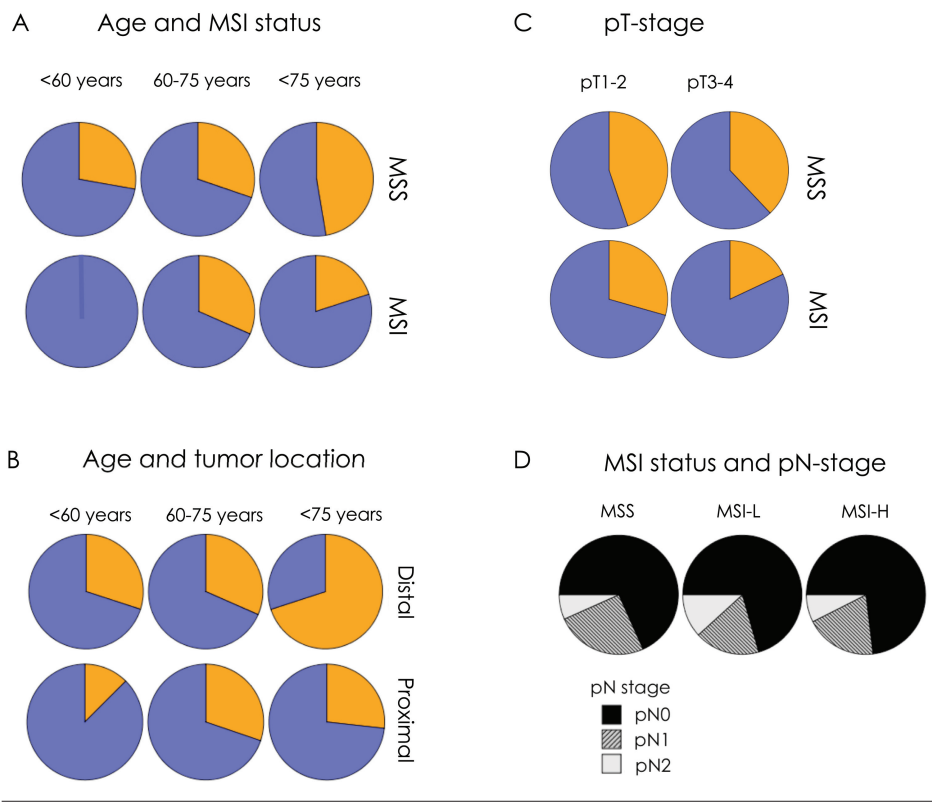 A Age and MSI status
<60 years 60-75 years <75 years
MSS
MSI
B Age and tumor location
<60 years 60-75 years <75 years
Distal
Proximal
C pT-stage
pT1-2 pT3-4
MSS
MSI
D MSI status and pN-stage
MSS MSI-L MSI-H
pN stage
pN0
pN1
pN2